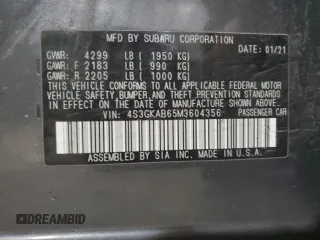 MFD BY SUBARU CORPORATION
DATE: 01/21
GVWR: 4299 LB ( 1950 KG)
GWR: F 2183 LB ( 990 KG)
GWR: R 2205 LB ( 1000 KG)
THIS VEHICLE CONFORMS TO ALL APPLICABLE FEDERAL MOTOR
VEHICLE SAFETY, BUMPER, AND THEFT PREVENTION STANDARDS
IN EFFECT ON THE DATE OF MANUFACTURE SHOWN ABOVE.
VIN: 4S3GKAB65M3604356
PASSENGER CAR
ASSEMBLED BY SIA INC. MADE IN U.S.A.
DREAMBID